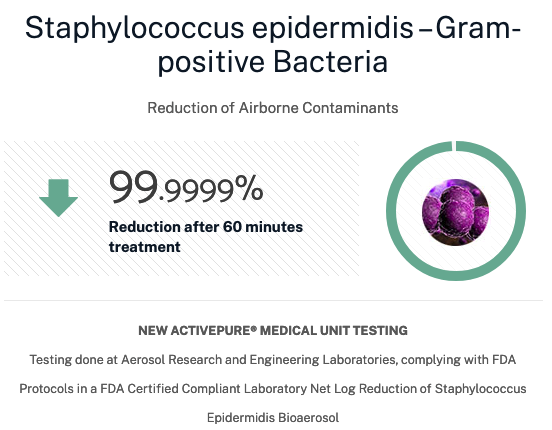 Staphylococcus epidermidis – Gram-
positive Bacteria
Reduction of Airborne Contaminants
99.9999%
Reduction after 60 minutes
treatment
NEW ACTIVEPURE® MEDICAL UNIT TESTING
Testing done at Aerosol Research and Engineering Laboratories, complying with FDA
Protocols in a FDA Certified Compliant Laboratory Net Log Reduction of Staphylococcus
Epidermidis Bioaerosol